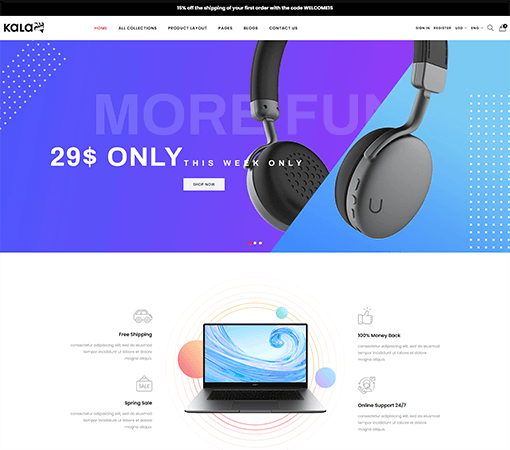 15% off the shipping of your first order with the code WELCOME15
KALA
HOME ALL COLLECTIONS PRODUCT LAYOUT PAGES BLOGS CONTACT US
SIGN IN REGISTER USD ENG
MORE FUN
29$ ONLY THIS WEEK ONLY
SHOP NOW
U
Free Shipping
consectetur adipiscing elit, sed do eiusmod
tempor incididunt ut labore et dolore
magna aliqua.
100% Money Back
consectetur adipiscing elit, sed do eiusmod
tempor incididunt ut labore et dolore
magna aliqua.
SALE
Spring Sale
consectetur adipiscing elit, sed do eiusmod
tempor incididunt ut labore et dolore
magna aliqua.
Online Support 24/7
consectetur adipiscing elit, sed do eiusmod
tempor incididunt ut labore et dolore
magna aliqua.